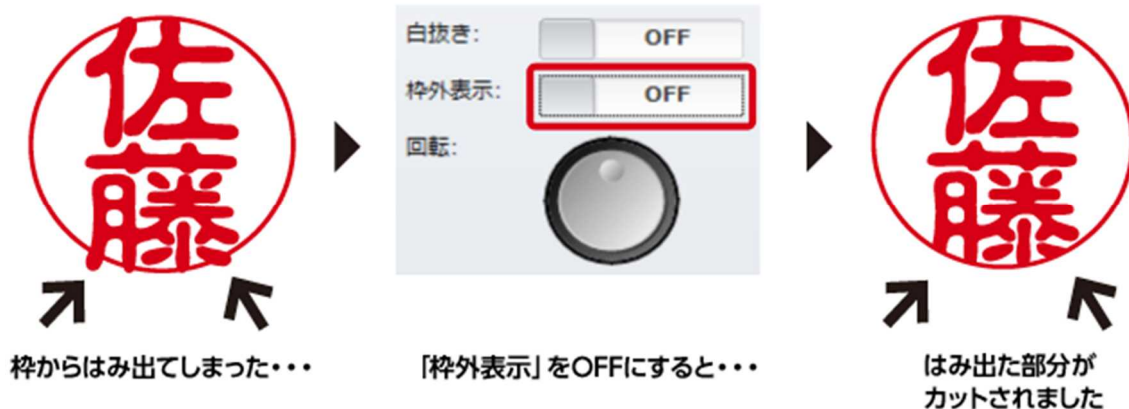 佐
藤
枠からはみ出てしまった・・・
白抜き:
OFF
枠外表示:
OFF
回転:
「枠外表示」をOFFにすると・・・
佐
藤
はみ出た部分が
カットされました